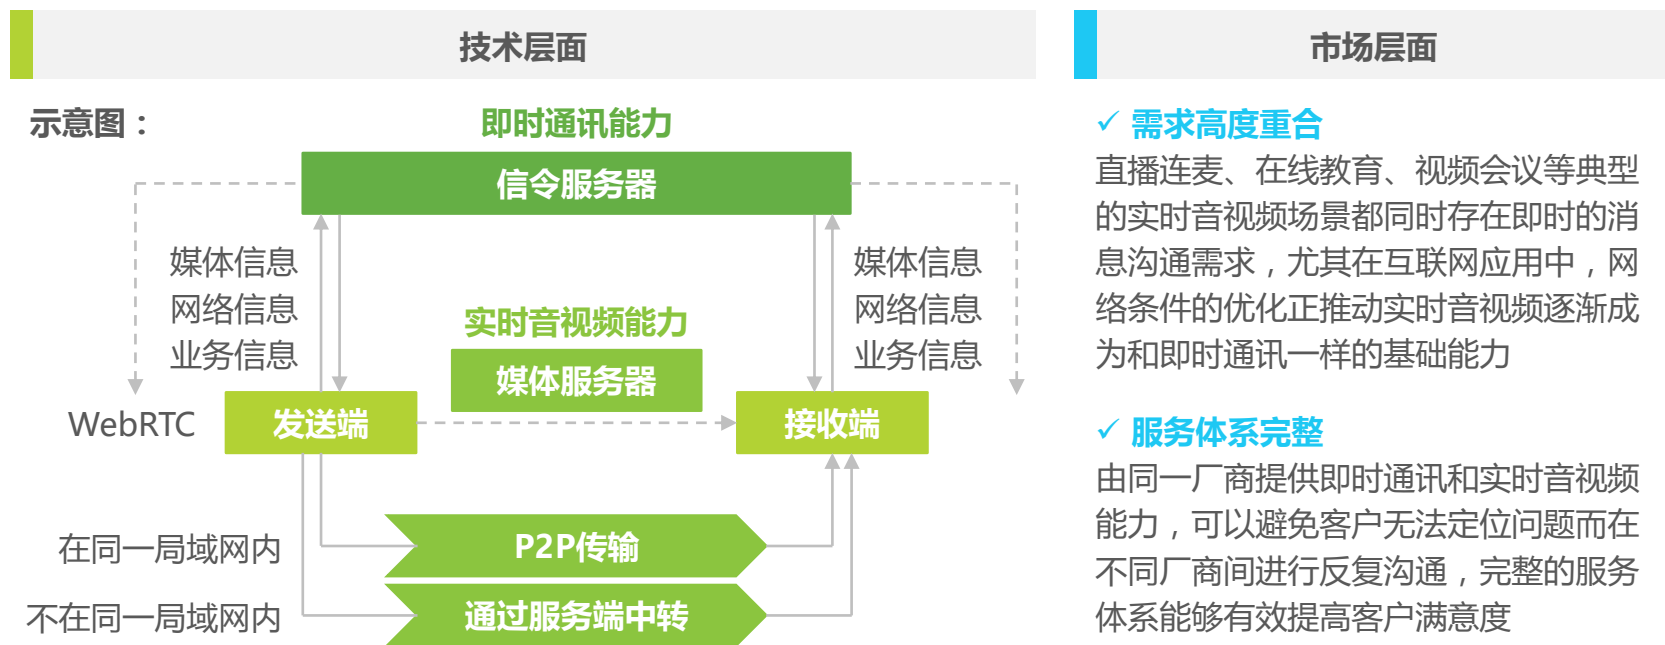 技术层面
示意图：
即时通讯能力
信令服务器
媒体信息
网络信息
业务信息
媒体信息
网络信息
业务信息
实时音视频能力
媒体服务器
WebRTC
发送端
接收端
在同一局域网内
P2P传输
不在同一局域网内
通过服务端中转
市场层面
✓ 需求高度重合
直播连麦、在线教育、视频会议等典型
的实时音视频场景都同时存在即时的消
息沟通需求，尤其在互联网应用中，网
络条件的优化正推动实时音视频逐渐成
为和即时通讯一样的基础能力
✓ 服务体系完整
由同一厂商提供即时通讯和实时音视频
能力，可以避免客户无法定位问题而在
不同厂商间进行反复沟通，完整的服务
体系能够有效提高客户满意度